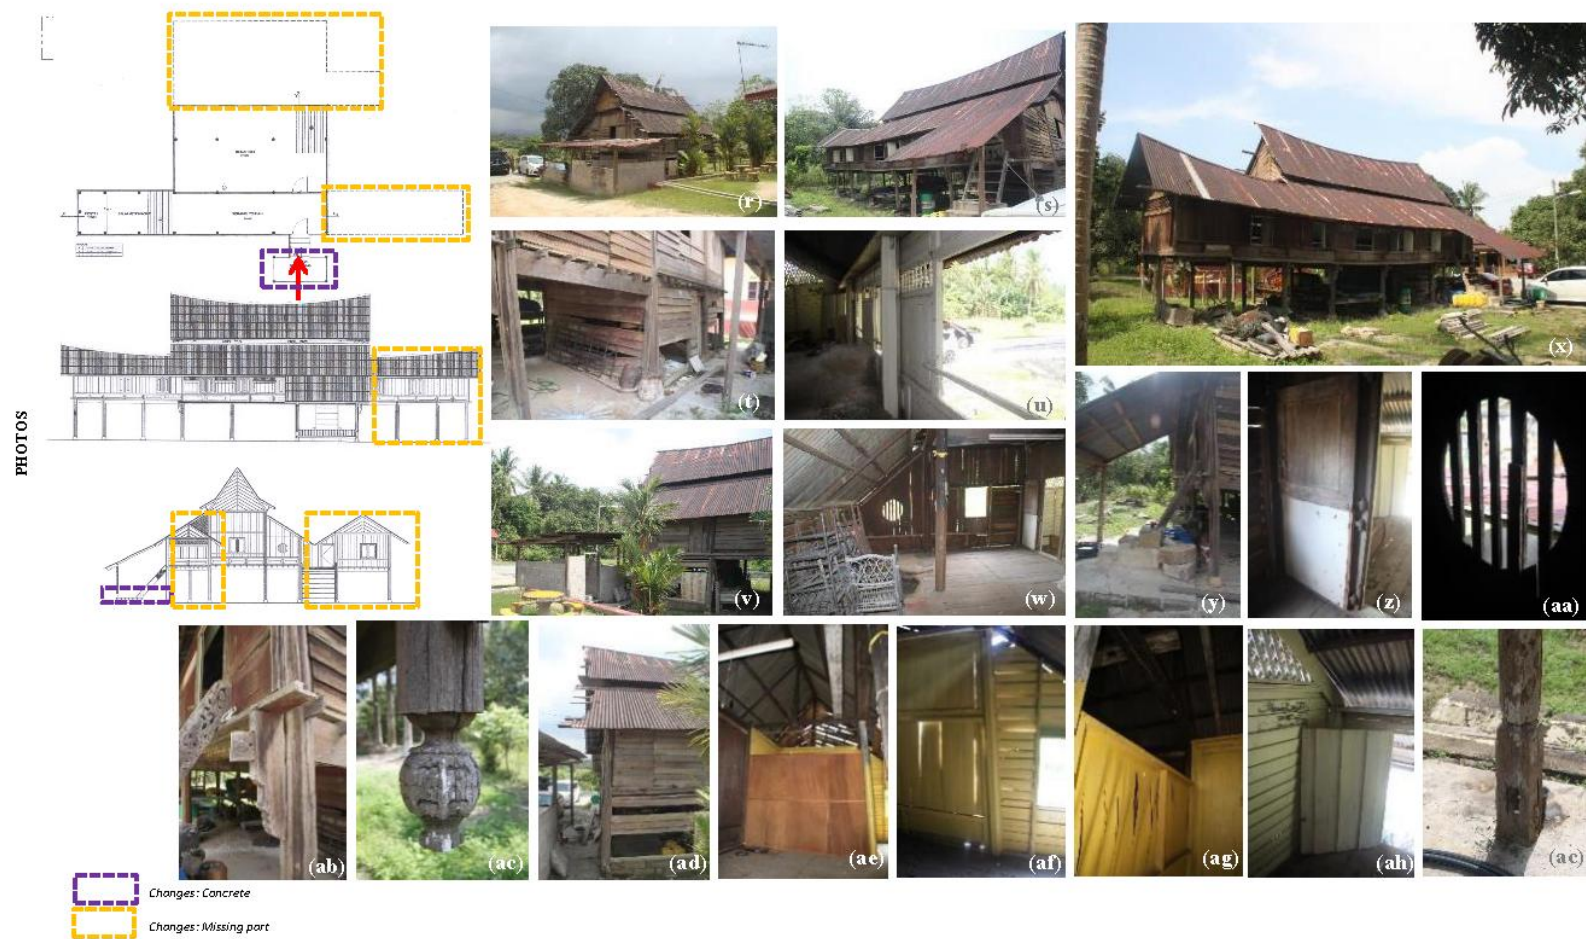 PHOTOS
(r)
(s)
(x)
(t)
(u)
(v)
(w)
(y)
(z)
(aa)
(ab)
(ac)
(ad)
(ae)
(af)
(ag)
(ah)
(ac)
Changes: Concrete
Changes: Missing part